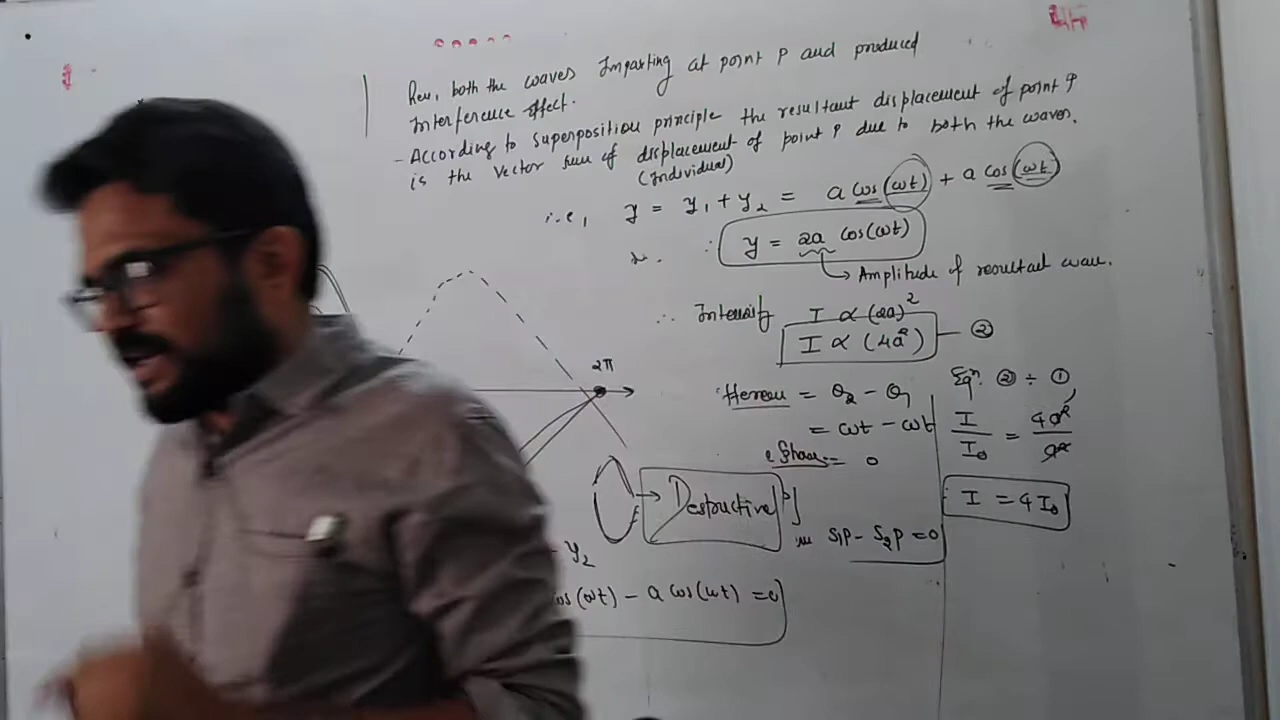 both the waves Imparting at point P and produced
Interference effect.
- According to superposition principle the resultant displacement of point P
is the vector sum of displacement of point P due to both the waves.
(Individual)
i.e, y = y₁ + y₂ = a cos(ωt) + a cos(ωt)
∴ y = 2a cos(ωt)
→ Amplitude of resultant wave.
∴ Intensity I ∝ (2a)²
I ∝ (4a²) — ②
2π
= θ₂ - θ₁
= ωt - ωt
= 0
Eqⁿ. ② ÷ ①,
I/I₀ = 4a²/a²
I = 4I₀
→ Destructive
S₁P - S₂P = 0
- y₂
cos(ωt) - a cos(ωt) = 0